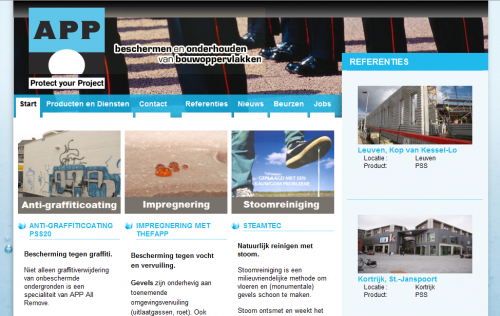 APP
Protect your Project
beschermen en onderhouden
van bouwoppervlakken
Start Producten en Diensten Contact Referenties Nieuws Beurzen Jobs
Anti-graffiticoating
Impregnering
Stoomreiniging
ANTI-GRAFFITICOATING
PSS20
Bescherming tegen graffiti.
Niet alleen graffitiverwijdering
van onbeschermde
ondergronden is een
specialiteit van APP All
Remove.
IMPREGNERING MET
THEFAPP
Bescherming tegen vocht
en vervuiling.
Gevels zijn onderhevig aan
toenemende
omgevingsvervuiling
(uitlaatgassen, roet). Ook
STEAMTEC
Natuurlijk reinigen met
stoom.
Stoomreiniging is een
milieuvriendelijke methode om
vloeren en (monumentale)
gevels schoon te maken.
Stoom ontsmet en weekt het
REFERENTIES
Leuven, Kop van Kessel-Lo
Locatie : Leuven
Product: PSS
Kortrijk, St.-Janspoort
Locatie : Kortrijk
Product: PSS